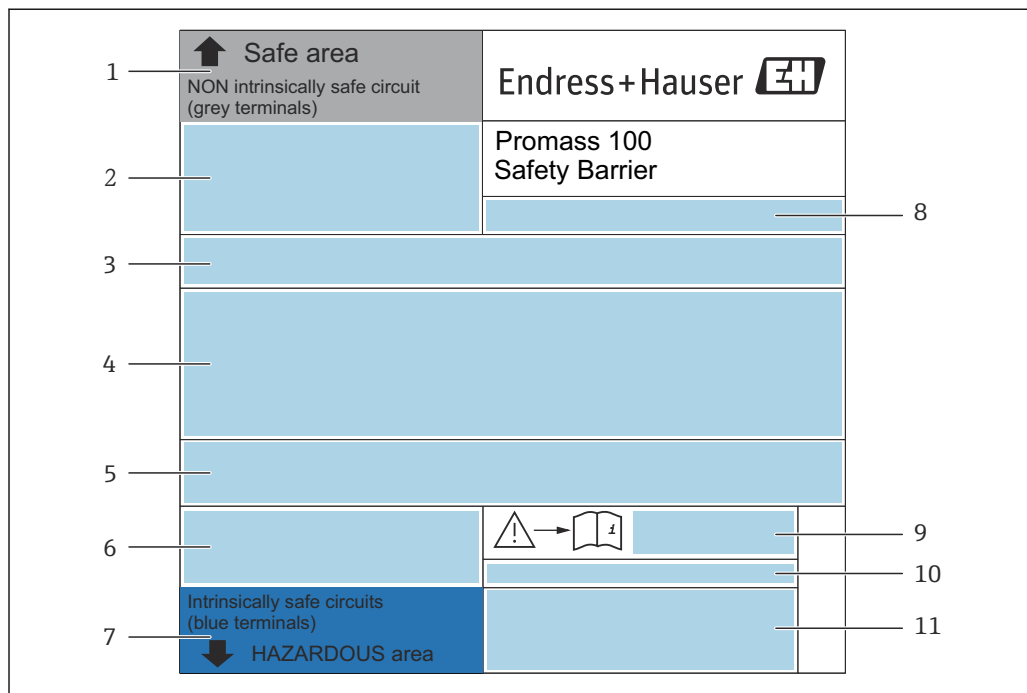 Safe area
NON intrinsically safe circuit
(grey terminals)
Endress+Hauser EH
Promass 100
Safety Barrier
1
2
3
4
5
6
7
8
9
10
11
i
Intrinsically safe circuits
(blue terminals)
HAZARDOUS area